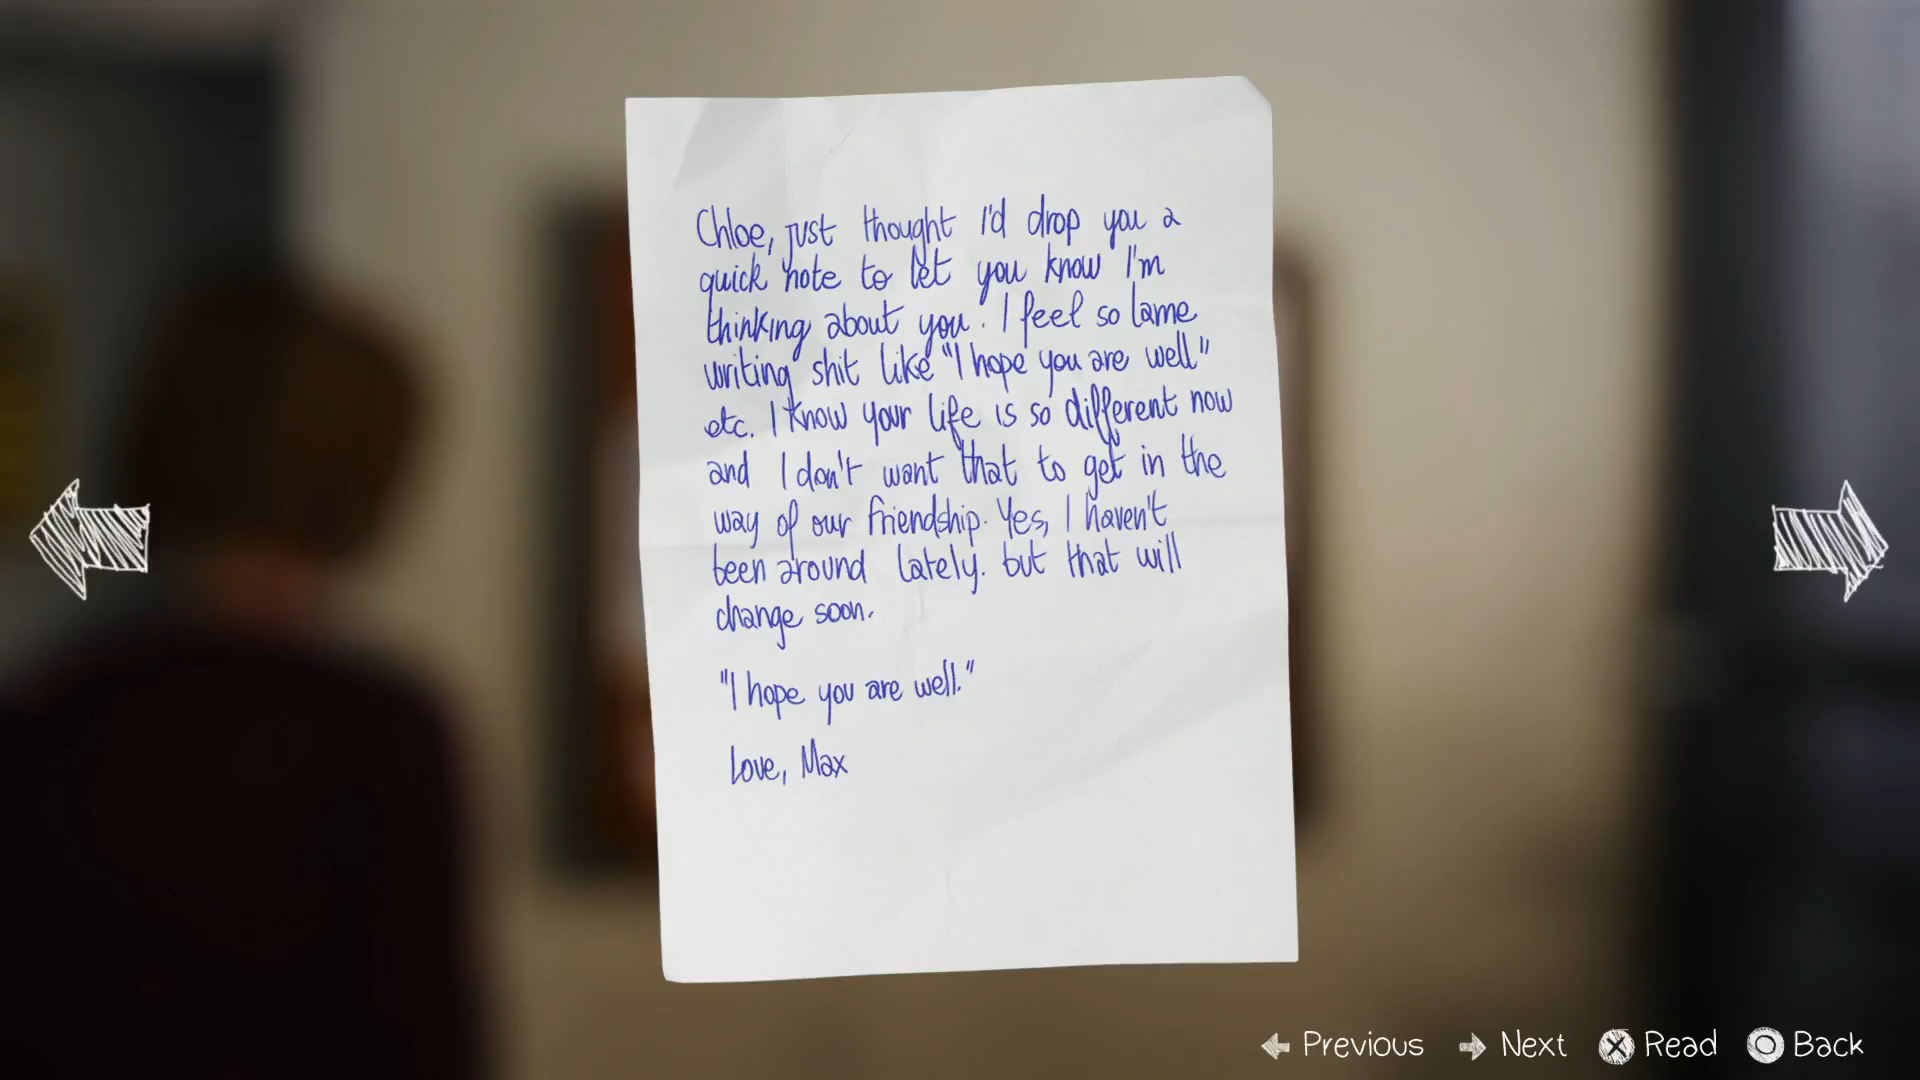 Chloe, just thought I'd drop you a
quick note to let you know I'm
thinking about you. I feel so lame
writing shit like "I hope you are well"
etc. I know your life is so different now
and I don't want that to get in the
way of our friendship. Yes, I haven't
been around lately. but that will
change soon.
"I hope you are well."
Love, Max
Previous Next Read Back